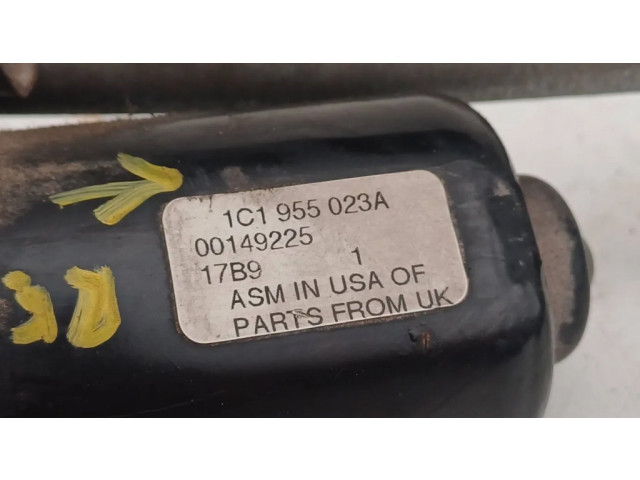 1C1 955 023A
00149225
17B9 1
ASM IN USA OF
PARTS FROM UK